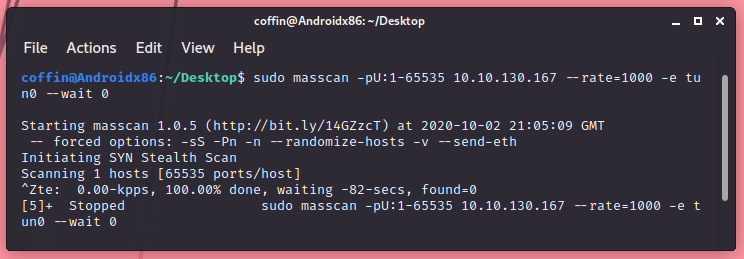 coffin@Androidx86: ~/Desktop
File Actions Edit View Help
coffin@Androidx86:~/Desktop$ sudo masscan -pU:1-65535 10.10.130.167 --rate=1000 -e tu
n0 --wait 0
Starting masscan 1.0.5 (http://bit.ly/14GZzcT) at 2020-10-02 21:05:09 GMT
-- forced options: -sS -Pn -n --randomize-hosts -v --send-eth
Initiating SYN Stealth Scan
Scanning 1 hosts [65535 ports/host]
^Zte: 0.00-kpps, 100.00% done, waiting -82-secs, found=0
[5]+ Stopped sudo masscan -pU:1-65535 10.10.130.167 --rate=1000 -e t
un0 --wait 0